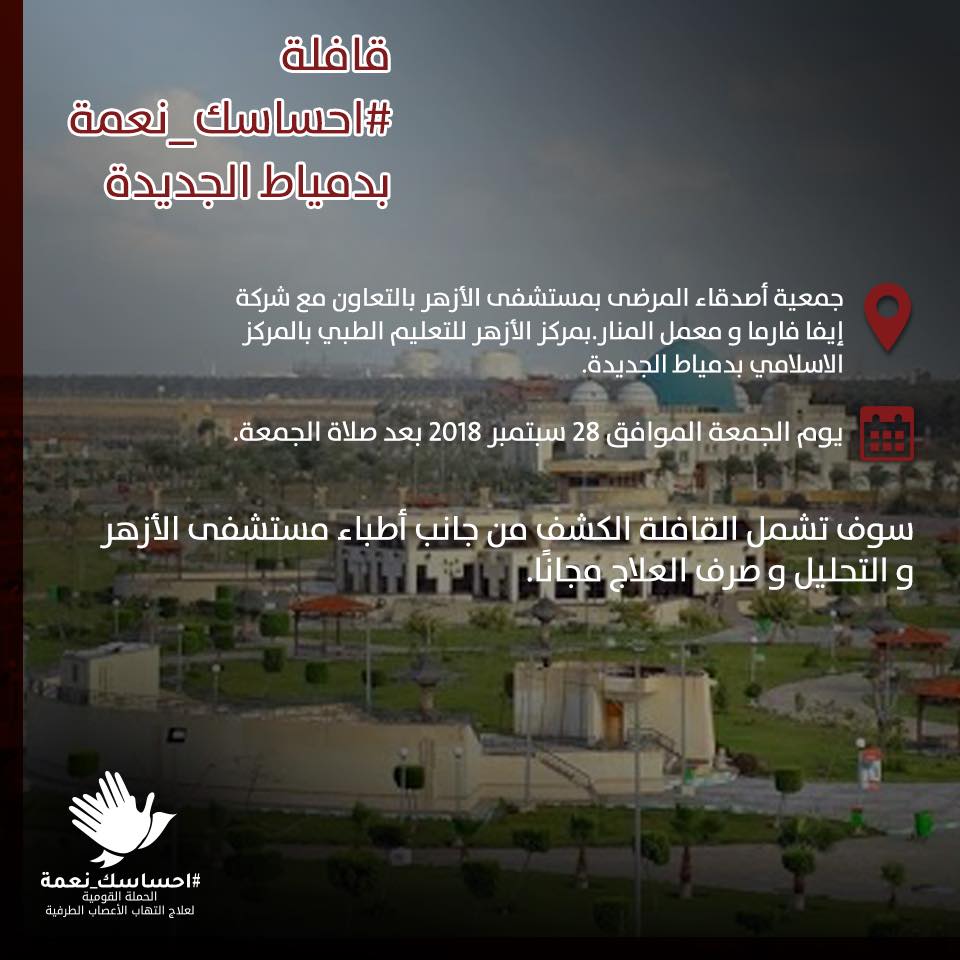 قافلة
#احساسك_نعمة
بدمياط الجديدة
جمعية أصدقاء المرضى بمستشفى الأزهر بالتعاون مع شركة
إيفا فارما و معمل المنار.بمركز الأزهر للتعليم الطبي بالمركز
الاسلامي بدمياط الجديدة.
يوم الجمعة الموافق 28 سبتمبر 2018 بعد صلاة الجمعة.
سوف تشمل القافلة الكشف من جانب أطباء مستشفى الأزهر
و التحليل و صرف العلاج مجانًا.
#احساسك_نعمة
الحملة القومية
لعلاج التهاب الأعصاب الطرفية